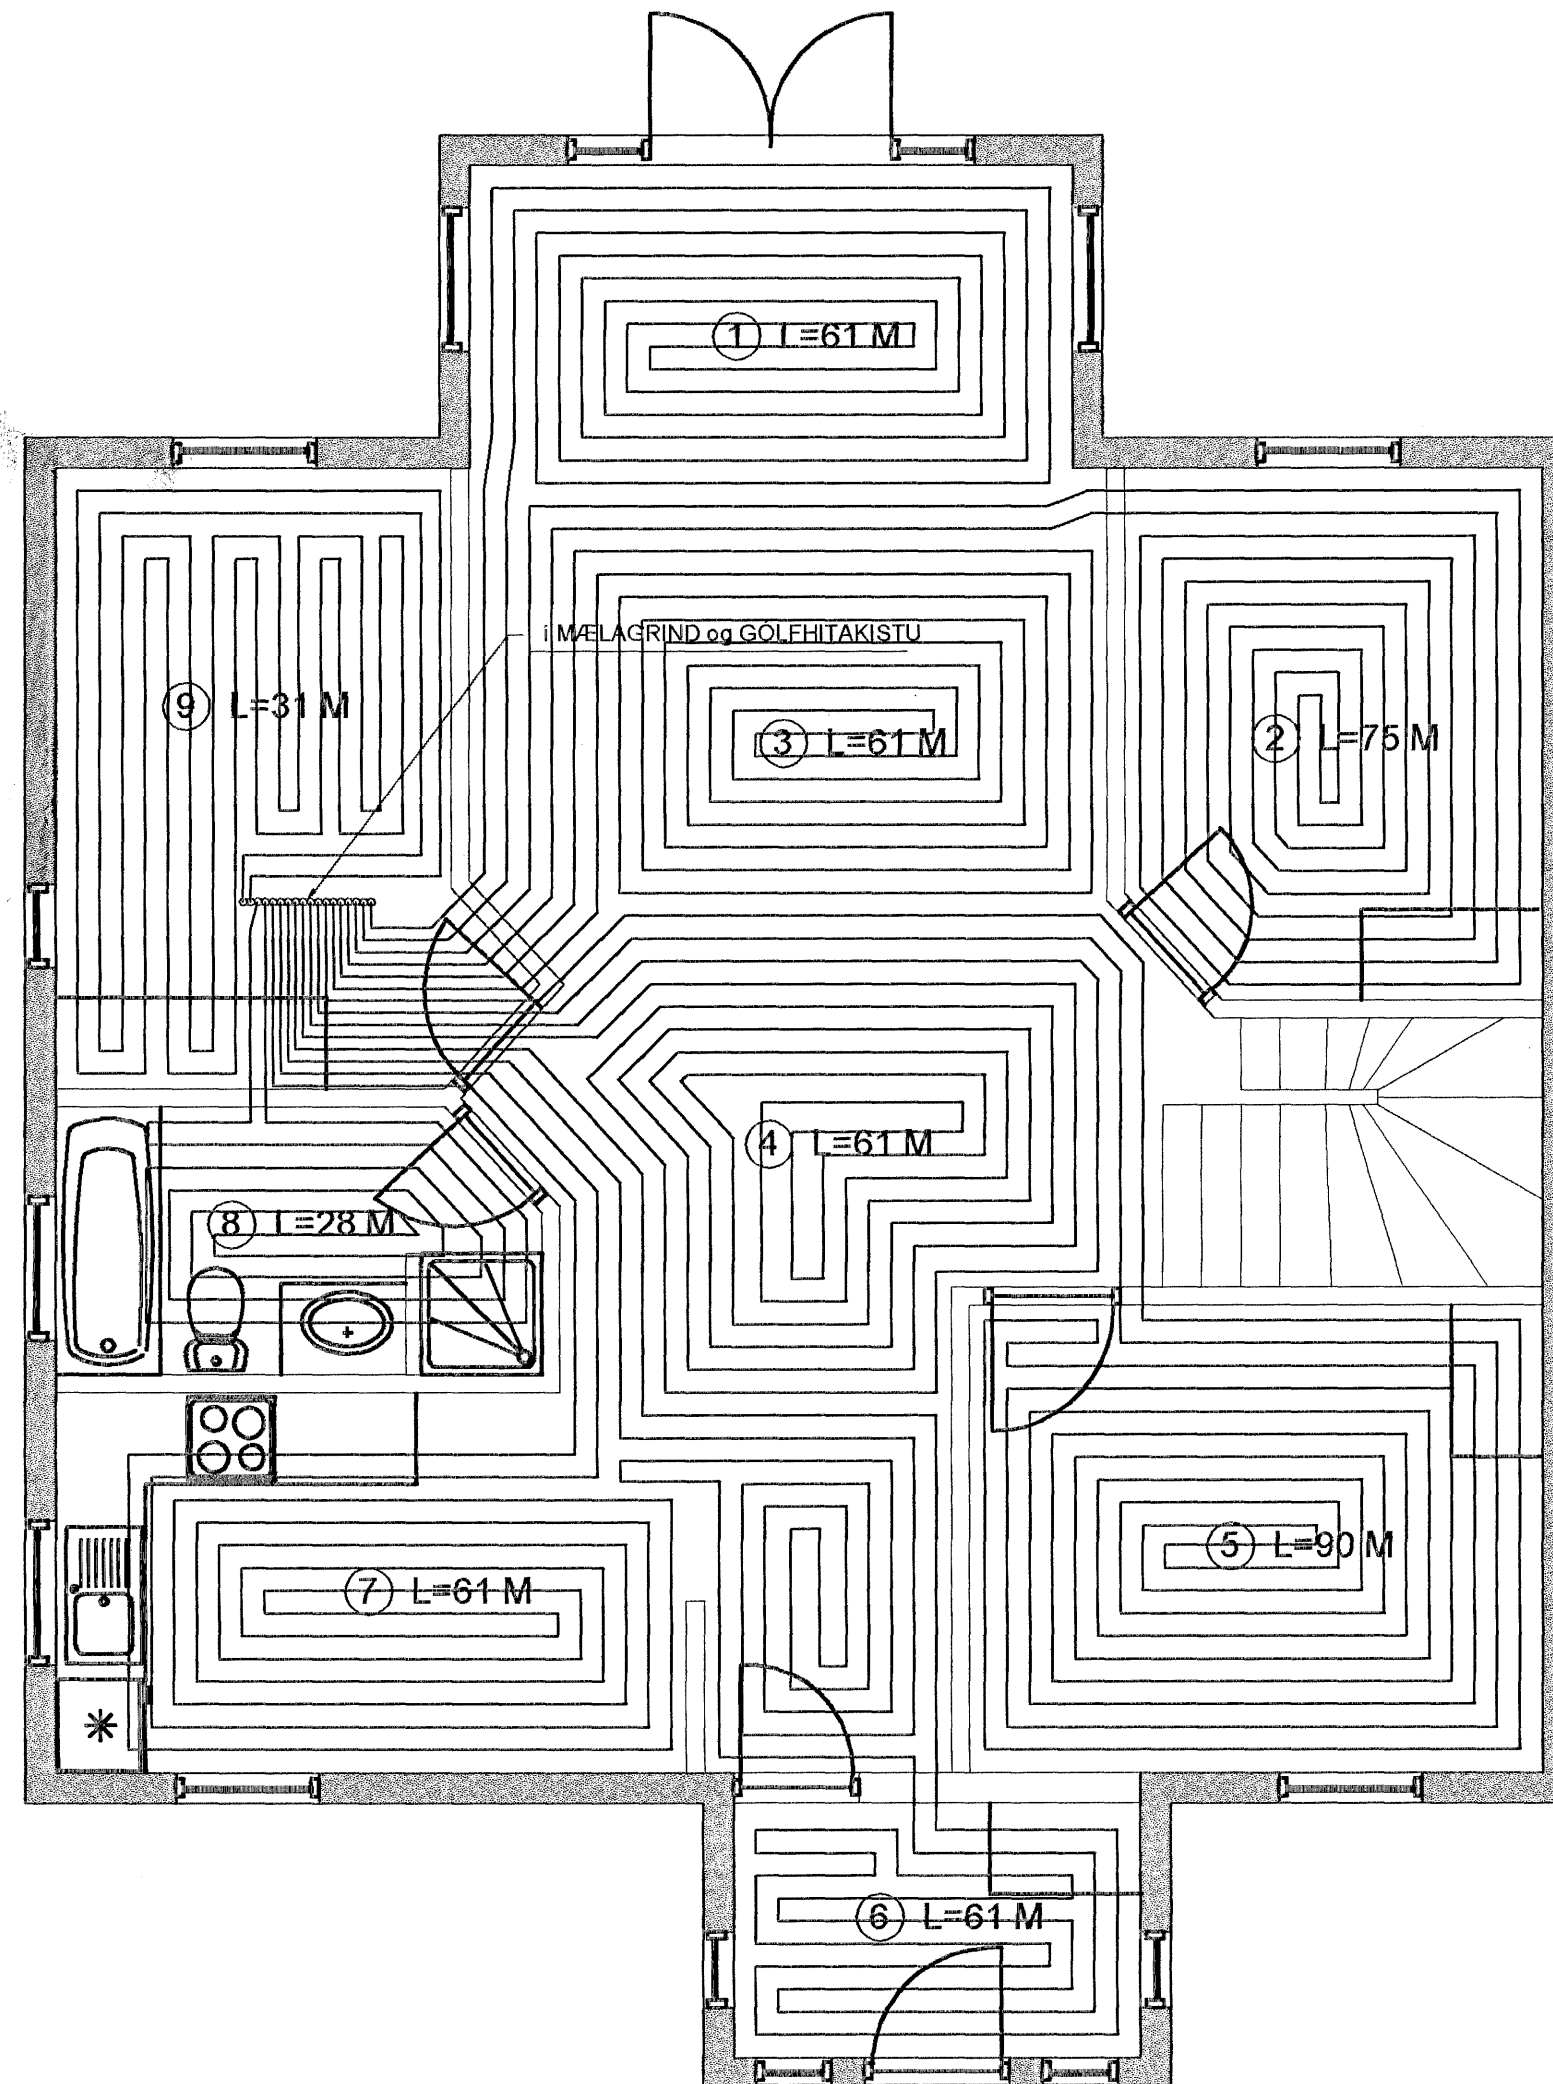 1 L=61 M
i MÆLAGRIND og GÓLFHITAKISTU
9 L=31 M
3 L=61 M
2 L=75 M
4 L=61 M
8 L=28 M
5 L=90 M
7 L=61 M
6 L=61 M